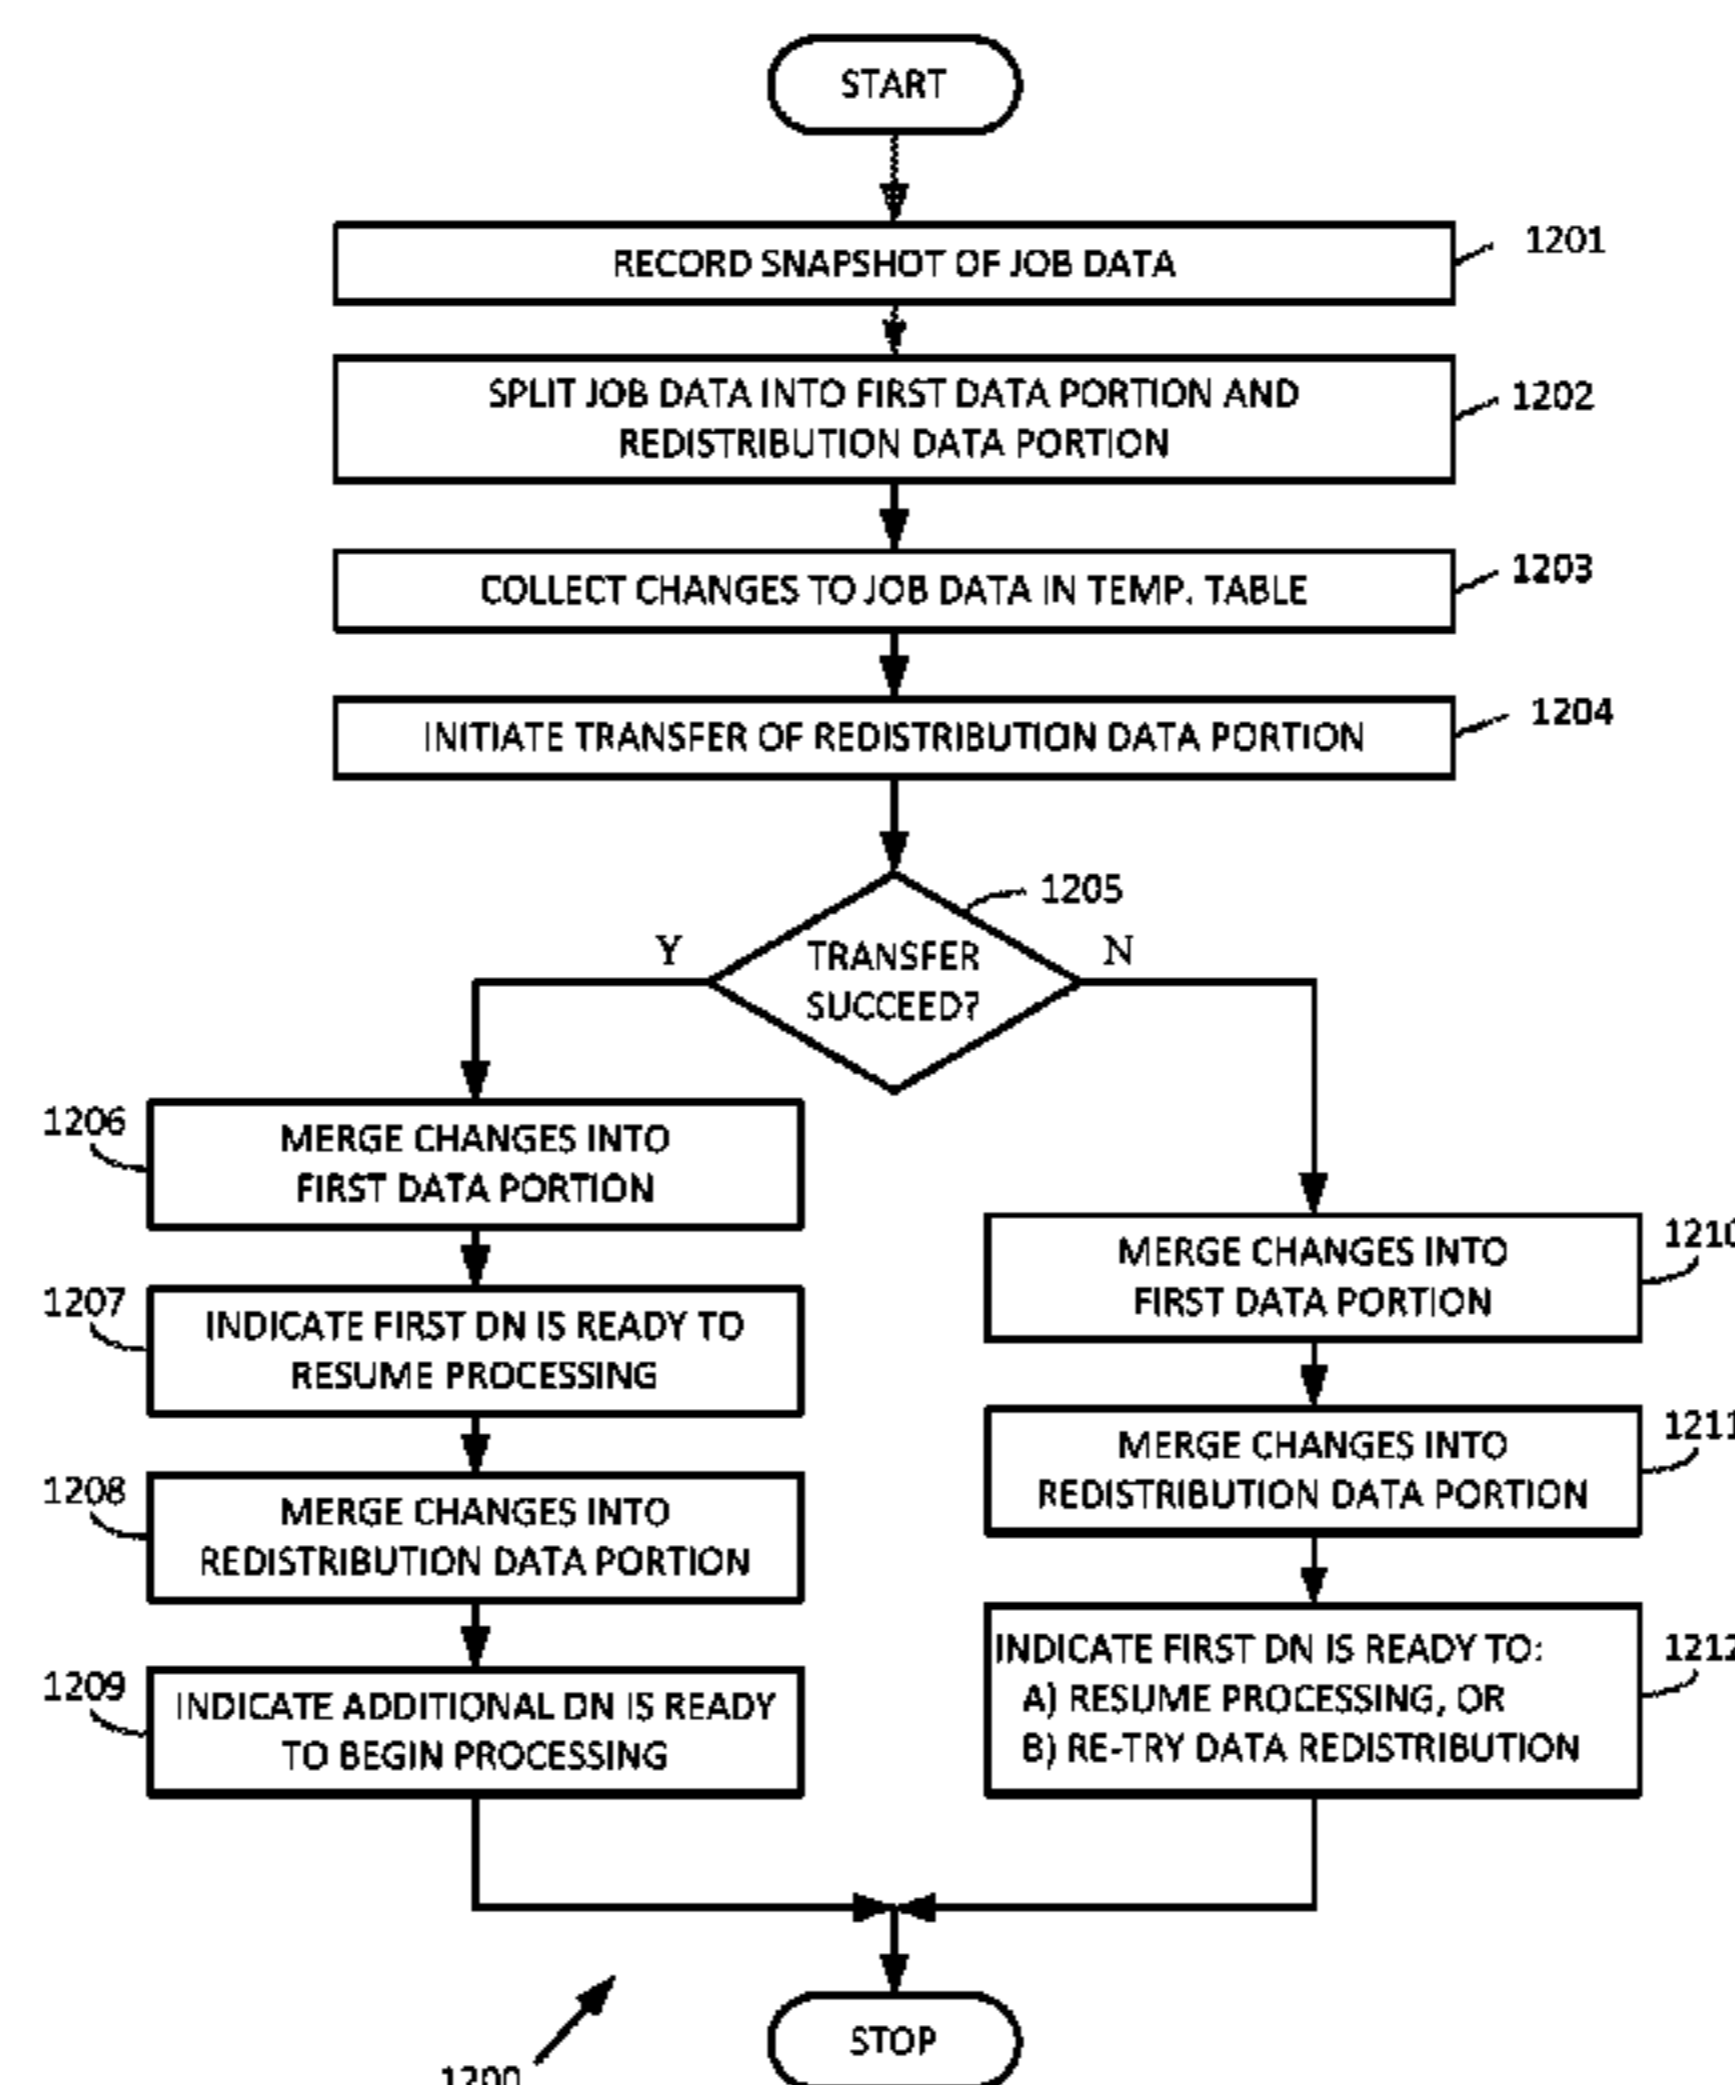 START
RECORD SNAPSHOT OF JOB DATA
1201
SPLIT JOB DATA INTO FIRST DATA PORTION AND
REDISTRIBUTION DATA PORTION
1202
COLLECT CHANGES TO JOB DATA IN TEMP. TABLE
1203
INITIATE TRANSFER OF REDISTRIBUTION DATA PORTION
1204
1205
Y
TRANSFER
SUCCEED?
N
1206
MERGE CHANGES INTO
FIRST DATA PORTION
1207
INDICATE FIRST DN IS READY TO
RESUME PROCESSING
1208
MERGE CHANGES INTO
REDISTRIBUTION DATA PORTION
1209
INDICATE ADDITIONAL DN IS READY
TO BEGIN PROCESSING
1210
MERGE CHANGES INTO
FIRST DATA PORTION
1211
MERGE CHANGES INTO
REDISTRIBUTION DATA PORTION
1212
INDICATE FIRST DN IS READY TO:
A) RESUME PROCESSING, OR
B) RE-TRY DATA REDISTRIBUTION
STOP
1200